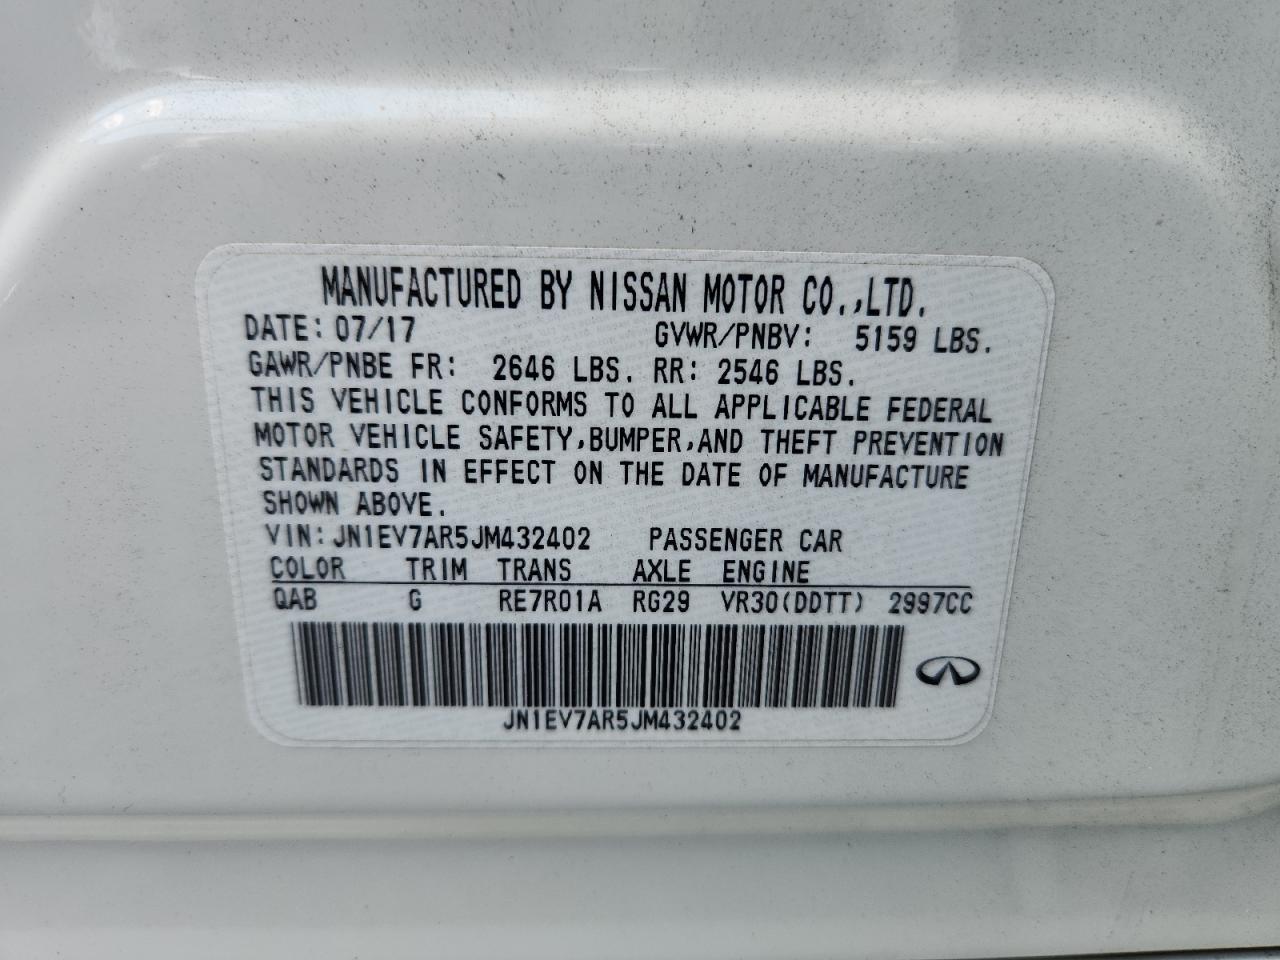 MANUFACTURED BY NISSAN MOTOR CO.,LTD.
DATE: 07/17 GVWR/PNBV: 5159 LBS.
GAWR/PNBE FR: 2646 LBS. RR: 2546 LBS.
THIS VEHICLE CONFORMS TO ALL APPLICABLE FEDERAL
MOTOR VEHICLE SAFETY,BUMPER,AND THEFT PREVENTION
STANDARDS IN EFFECT ON THE DATE OF MANUFACTURE
SHOWN ABOVE.
VIN:JN1EV7AR5JM432402 PASSENGER CAR
COLOR TRIM TRANS AXLE ENGINE
QAB G RE7R01A RG29 VR30(DDTT) 2997CC
JN1EV7AR5JM432402